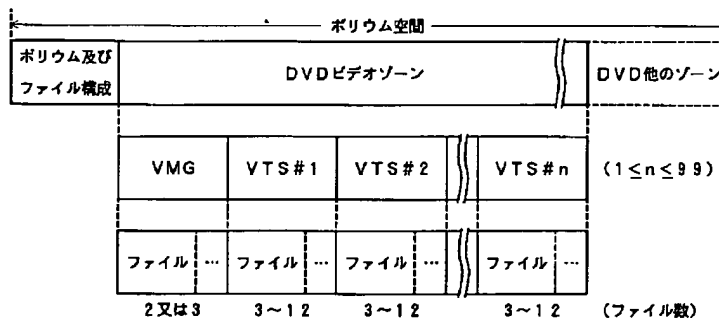 ボリウム空間
ボリウム及び
ファイル構成
DVDビデオゾーン
DVD他のゾーン
VMG
VTS#1
VTS#2
VTS#n
(1≤n≤99)
ファイル
…
ファイル
…
ファイル
…
ファイル
…
2又は3
3~12
3~12
3~12
(ファイル数)